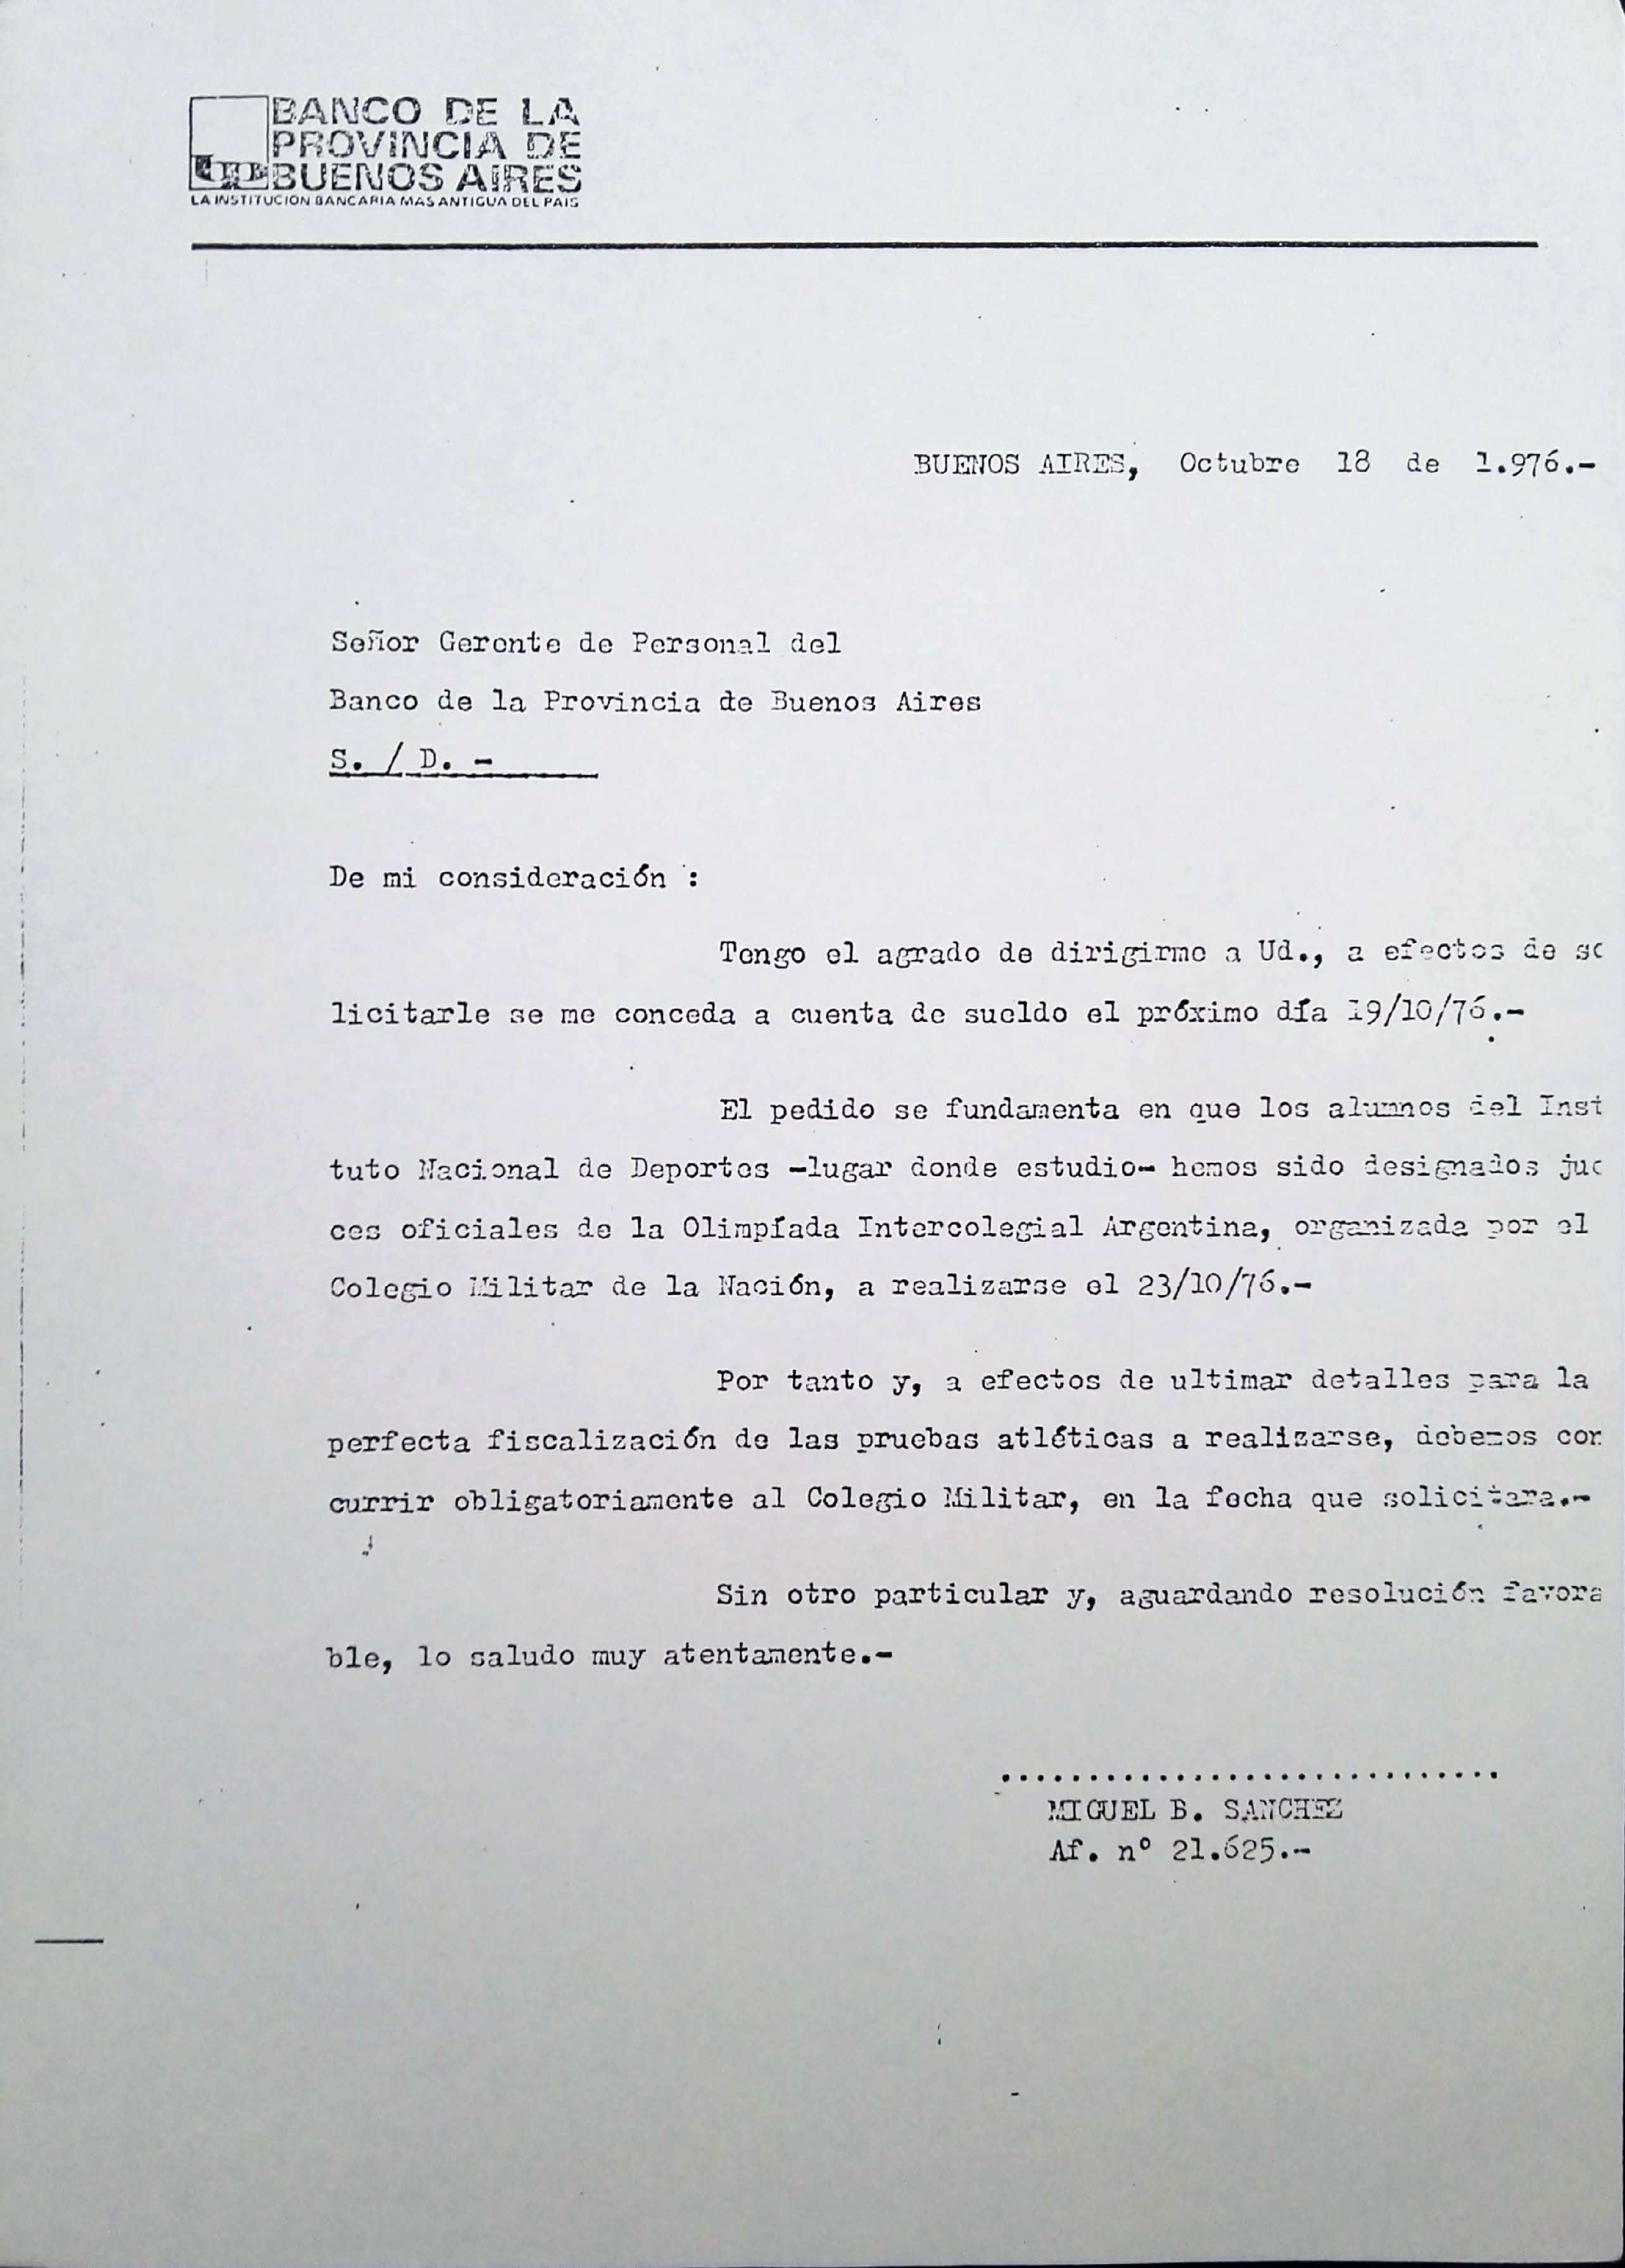 BANCO DE LA
PROVINCIA DE
BUENOS AIRES
LA INSTITUCION BANCARIA MAS ANTIGUA DEL PAIS
BUENOS AIRES, Octubre 18 de 1.976.-
Señor Gerente de Personal del
Banco de la Provincia de Buenos Aires
S. / D. -
De mi consideración :
Tengo el agrado de dirigirme a Ud., a efectos de so
licitarle se me conceda a cuenta de sueldo el próximo día 19/10/76.-
El pedido se fundamenta en que los alumnos del Inst
tuto Nacional de Deportes -lugar donde estudio- hemos sido designados jue
ces oficiales de la Olimpíada Intercolegial Argentina, organizada por el
Colegio Militar de la Nación, a realizarse el 23/10/76.-
Por tanto y, a efectos de ultimar detalles para la
perfecta fiscalización de las pruebas atléticas a realizarse, debemos con
currir obligatoriamente al Colegio Militar, en la fecha que solicitara.-
Sin otro particular y, aguardando resolución favora
ble, lo saludo muy atentamente.-
..............................
MIGUEL B. SANCHEZ
Af. nº 21.625.-